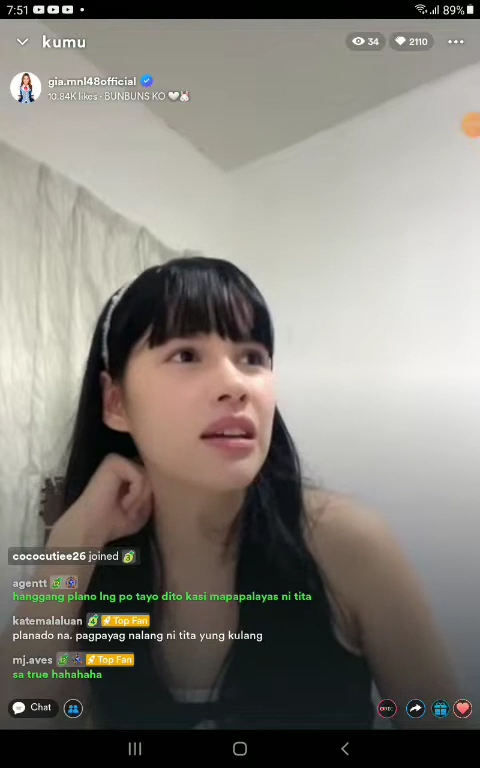 7:51
89%
kumu
34
2110
gia.mnl48official
10.84K likes · BUNBUNS KO 🤍🐰
cococutiee26 joined
agentt
hanggang plano lng po tayo dito kasi mapapalayas ni tita
katemalaluan Top Fan
planado na. pagpayag nalang ni tita yung kulang
mj.aves Top Fan
sa true hahahaha
Chat